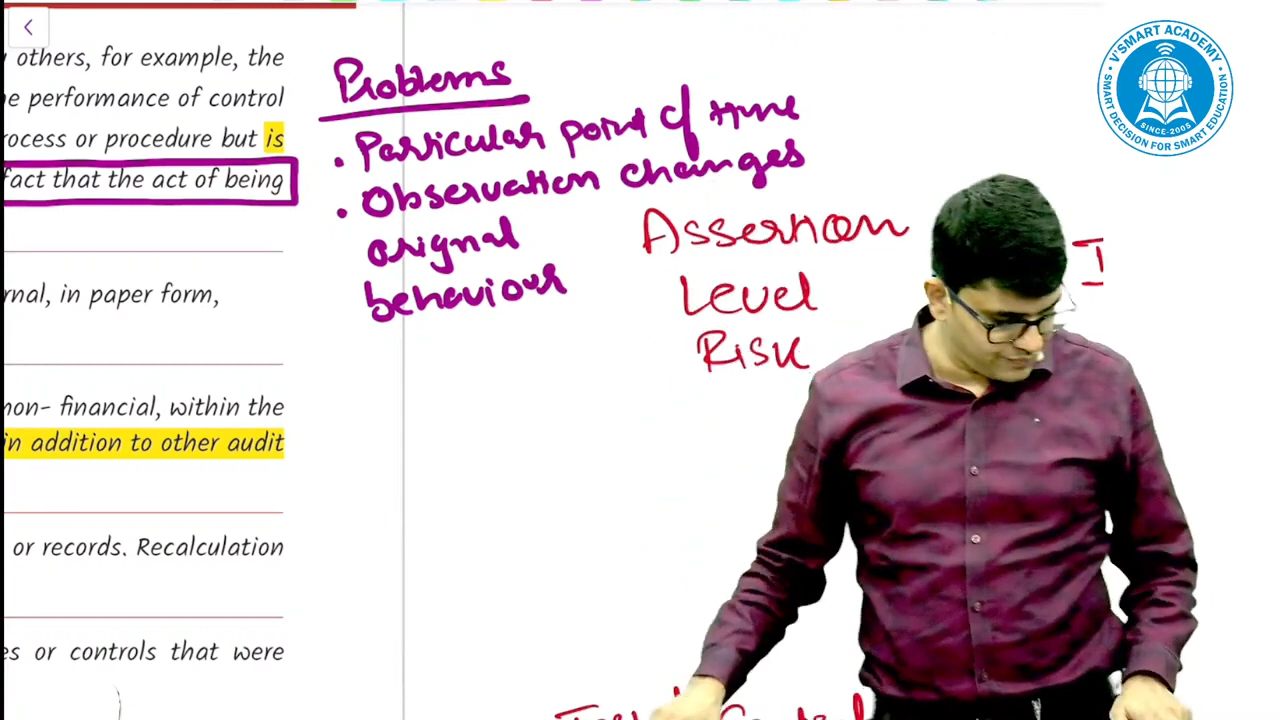 others, for example, the
e performance of control
rocess or procedure but is
fact that the act of being
rnal, in paper form,
non- financial, within the
in addition to other audit
or records. Recalculation
es or controls that were
Problems
• Particular point of time
• Observation changes
orignal
behaviour
Assertion
Level
Risk
I
V'SMART ACADEMY
SMART DECISION FOR SMART EDUCATION
SINCE-2005